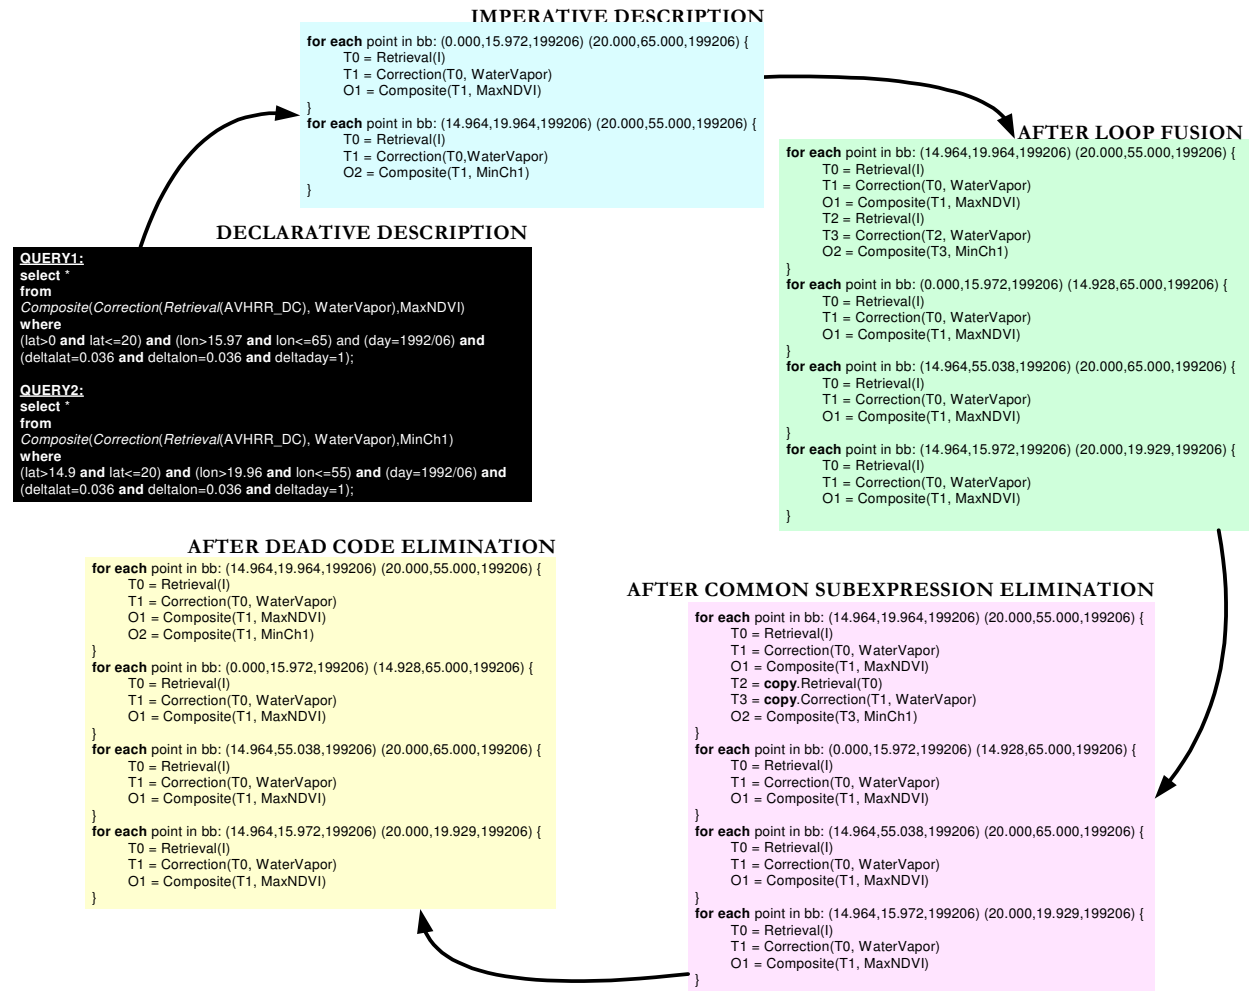 IMPERATIVE DESCRIPTION
for each point in bb: (0.000,15.972,199206) (20.000,65.000,199206) {
T0 = Retrieval(I)
T1 = Correction(T0, WaterVapor)
O1 = Composite(T1, MaxNDVI)
}
for each point in bb: (14.964,19.964,199206) (20.000,55.000,199206) {
T0 = Retrieval(I)
T1 = Correction(T0,WaterVapor)
O2 = Composite(T1, MinCh1)
}
AFTER LOOP FUSION
for each point in bb: (14.964,19.964,199206) (20.000,55.000,199206) {
T0 = Retrieval(I)
T1 = Correction(T0, WaterVapor)
O1 = Composite(T1, MaxNDVI)
T2 = Retrieval(I)
T3 = Correction(T2, WaterVapor)
O2 = Composite(T3, MinCh1)
}
for each point in bb: (0.000,15.972,199206) (14.928,65.000,199206) {
T0 = Retrieval(I)
T1 = Correction(T0, WaterVapor)
O1 = Composite(T1, MaxNDVI)
}
for each point in bb: (14.964,55.038,199206) (20.000,65.000,199206) {
T0 = Retrieval(I)
T1 = Correction(T0, WaterVapor)
O1 = Composite(T1, MaxNDVI)
}
for each point in bb: (14.964,15.972,199206) (20.000,19.929,199206) {
T0 = Retrieval(I)
T1 = Correction(T0, WaterVapor)
O1 = Composite(T1, MaxNDVI)
}
DECLARATIVE DESCRIPTION
QUERY1:
select *
from
Composite(Correction(Retrieval(AVHRR_DC), WaterVapor),MaxNDVI)
where
(lat>0 and lat<=20) and (lon>15.97 and lon<=65) and (day=1992/06) and
(deltalat=0.036 and deltalon=0.036 and deltaday=1);
QUERY2:
select *
from
Composite(Correction(Retrieval(AVHRR_DC), WaterVapor),MinCh1)
where
(lat>14.9 and lat<=20) and (lon>19.96 and lon<=55) and (day=1992/06) and
(deltalat=0.036 and deltalon=0.036 and deltaday=1);
AFTER DEAD CODE ELIMINATION
for each point in bb: (14.964,19.964,199206) (20.000,55.000,199206) {
T0 = Retrieval(I)
T1 = Correction(T0, WaterVapor)
O1 = Composite(T1, MaxNDVI)
O2 = Composite(T1, MinCh1)
}
for each point in bb: (0.000,15.972,199206) (14.928,65.000,199206) {
T0 = Retrieval(I)
T1 = Correction(T0, WaterVapor)
O1 = Composite(T1, MaxNDVI)
}
for each point in bb: (14.964,55.038,199206) (20.000,65.000,199206) {
T0 = Retrieval(I)
T1 = Correction(T0, WaterVapor)
O1 = Composite(T1, MaxNDVI)
}
for each point in bb: (14.964,15.972,199206) (20.000,19.929,199206) {
T0 = Retrieval(I)
T1 = Correction(T0, WaterVapor)
O1 = Composite(T1, MaxNDVI)
}
AFTER COMMON SUBEXPRESSION ELIMINATION
for each point in bb: (14.964,19.964,199206) (20.000,55.000,199206) {
T0 = Retrieval(I)
T1 = Correction(T0, WaterVapor)
O1 = Composite(T1, MaxNDVI)
T2 = copy.Retrieval(T0)
T3 = copy.Correction(T1, WaterVapor)
O2 = Composite(T3, MinCh1)
}
for each point in bb: (0.000,15.972,199206) (14.928,65.000,199206) {
T0 = Retrieval(I)
T1 = Correction(T0, WaterVapor)
O1 = Composite(T1, MaxNDVI)
}
for each point in bb: (14.964,55.038,199206) (20.000,65.000,199206) {
T0 = Retrieval(I)
T1 = Correction(T0, WaterVapor)
O1 = Composite(T1, MaxNDVI)
}
for each point in bb: (14.964,15.972,199206) (20.000,19.929,199206) {
T0 = Retrieval(I)
T1 = Correction(T0, WaterVapor)
O1 = Composite(T1, MaxNDVI)
}